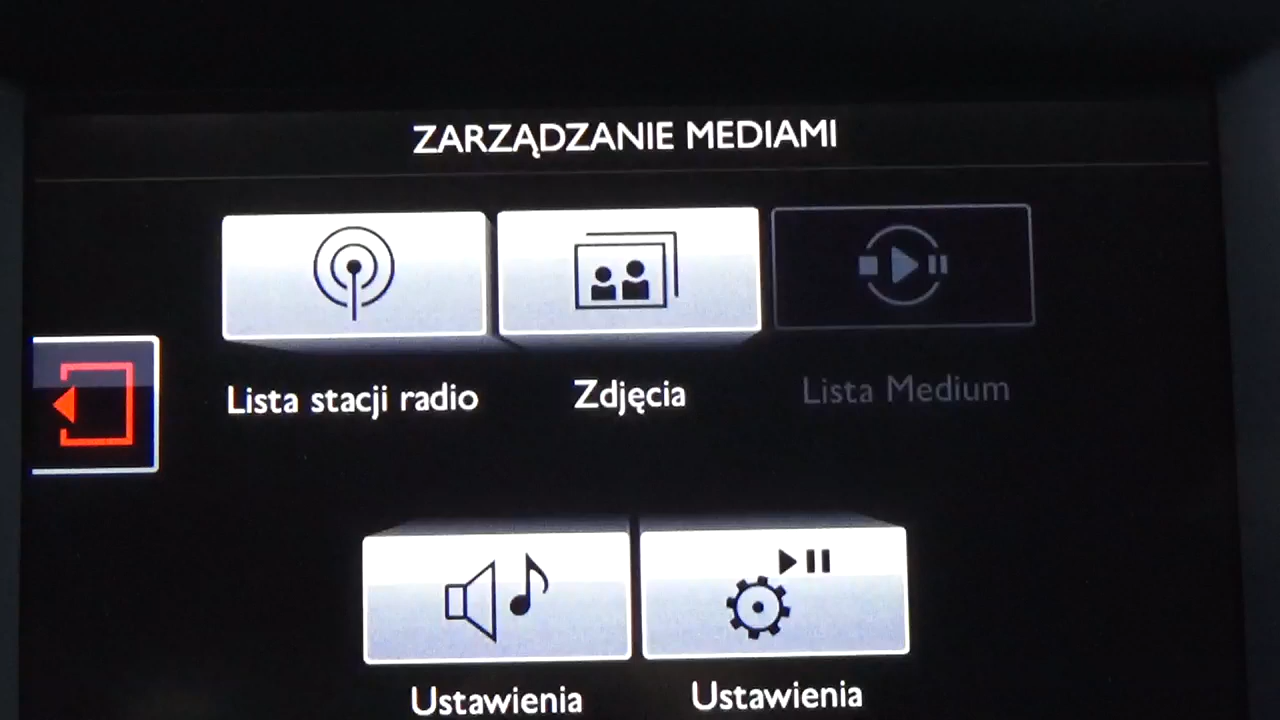 ZARZĄDZANIE MEDIAMI
Lista stacji radio
Zdjęcia
Lista Medium
Ustawienia
Ustawienia